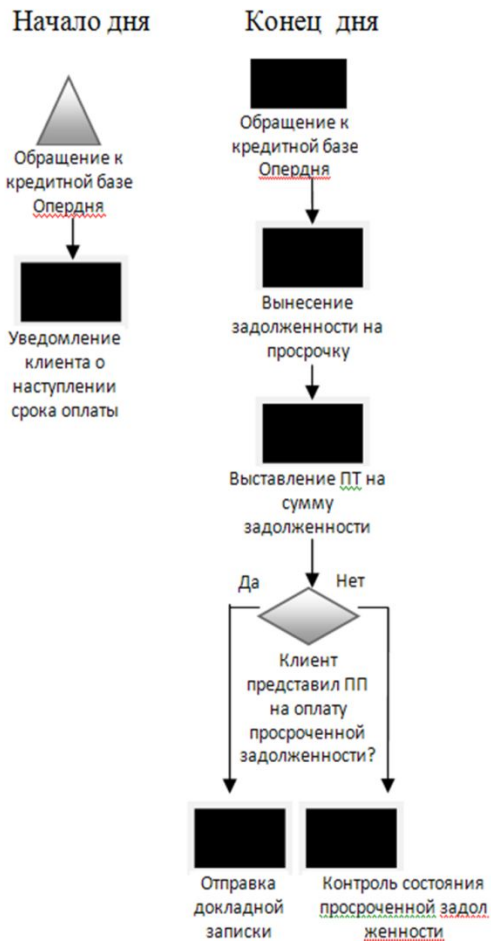 Начало дня
Обращение к
кредитной базе
Опердня
Уведомление
клиента о
наступлении
срока оплаты
Конец дня
Обращение к
кредитной базе
Опердня
Вынесение
задолженности на
просрочку
Выставление ПТ на
сумму
задолженности
Да
Нет
Клиент
представил ПП
на оплату
просроченной
задолженности?
Отправка
докладной
записки
Контроль состояния
просроченной задол
женности